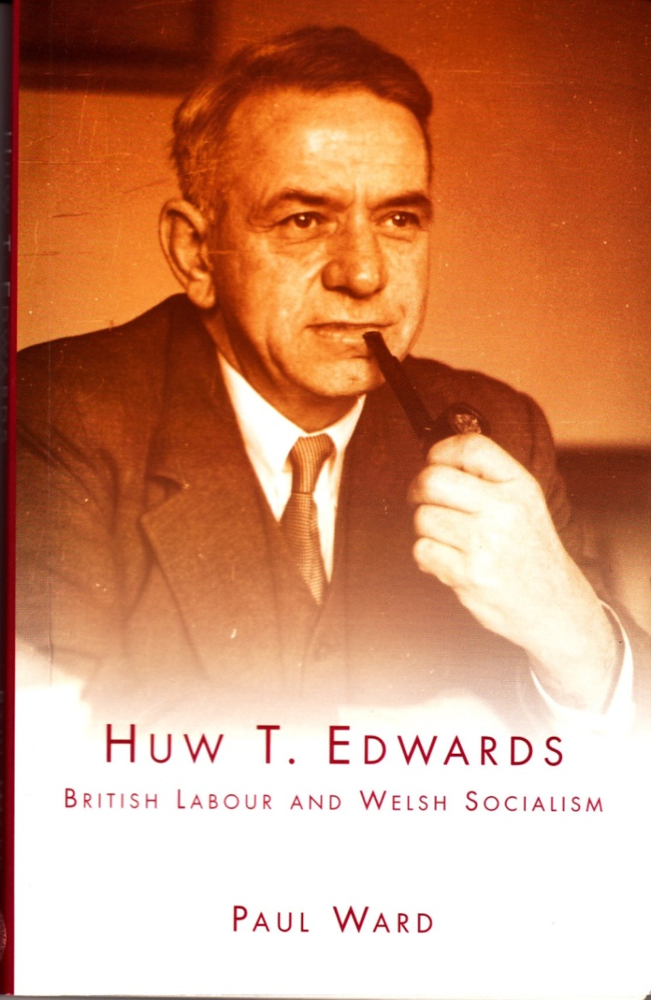 HUW T. EDWARDS
BRITISH LABOUR AND WELSH SOCIALISM
PAUL WARD